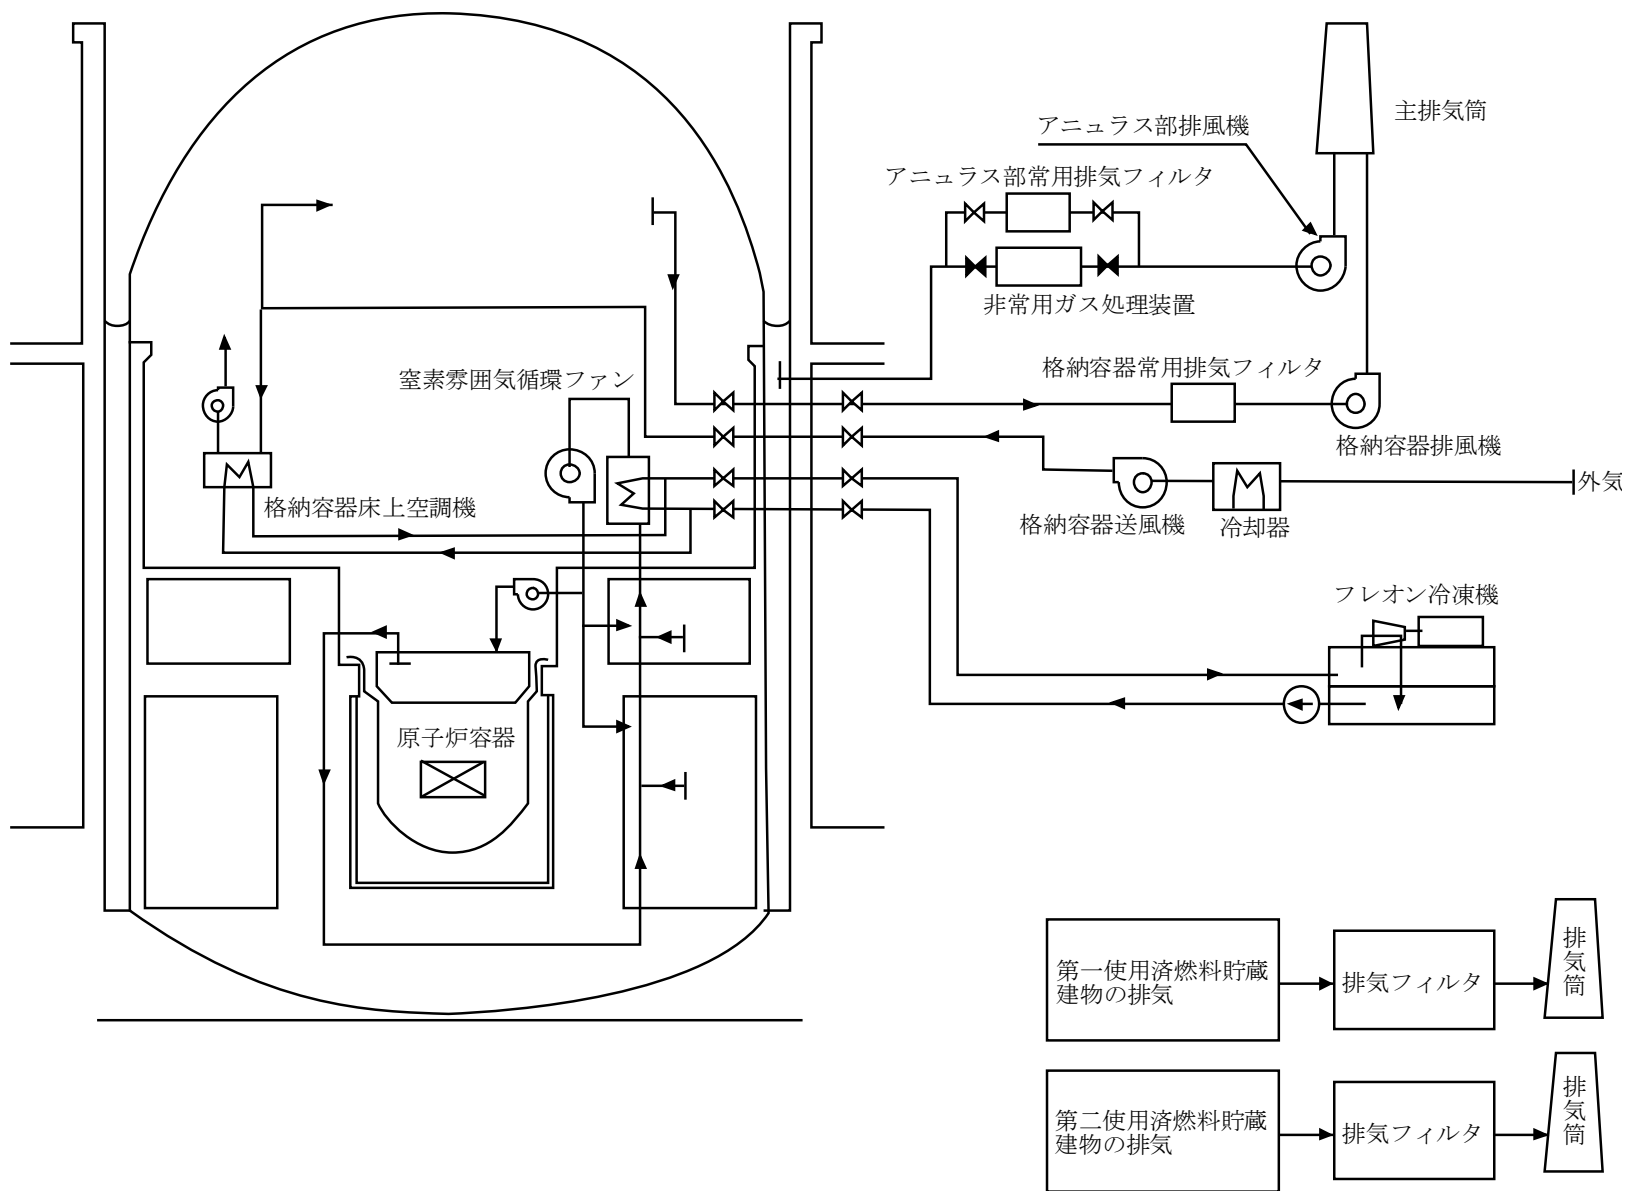 主排気筒
アニュラス部排風機
アニュラス部常用排気フィルタ
非常用ガス処理装置
格納容器常用排気フィルタ
窒素雰囲気循環ファン
格納容器排風機
外気
格納容器床上空調機
格納容器送風機
冷却器
フレオン冷凍機
原子炉容器
第一使用済燃料貯蔵
建物の排気
排気フィルタ
排気筒
第二使用済燃料貯蔵
建物の排気
排気フィルタ
排気筒